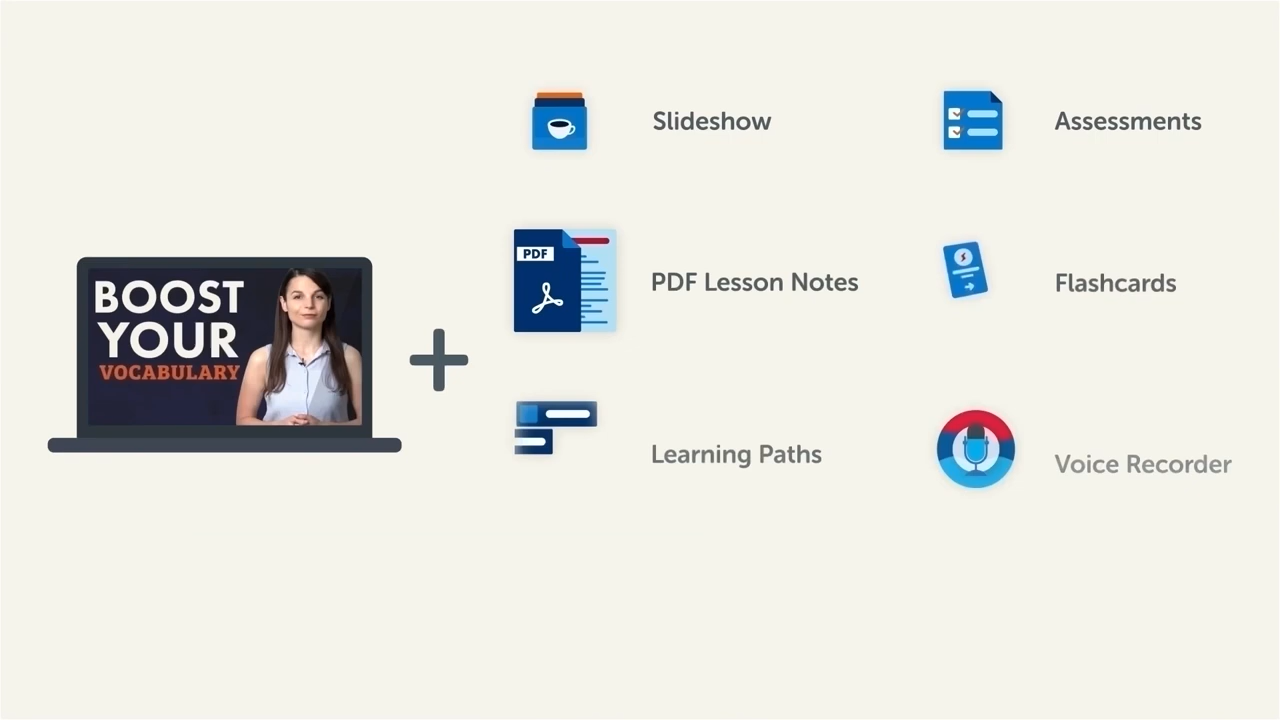 BOOST
YOUR
VOCABULARY
Slideshow
Assessments
PDF
PDF Lesson Notes
Flashcards
Learning Paths
Voice Recorder